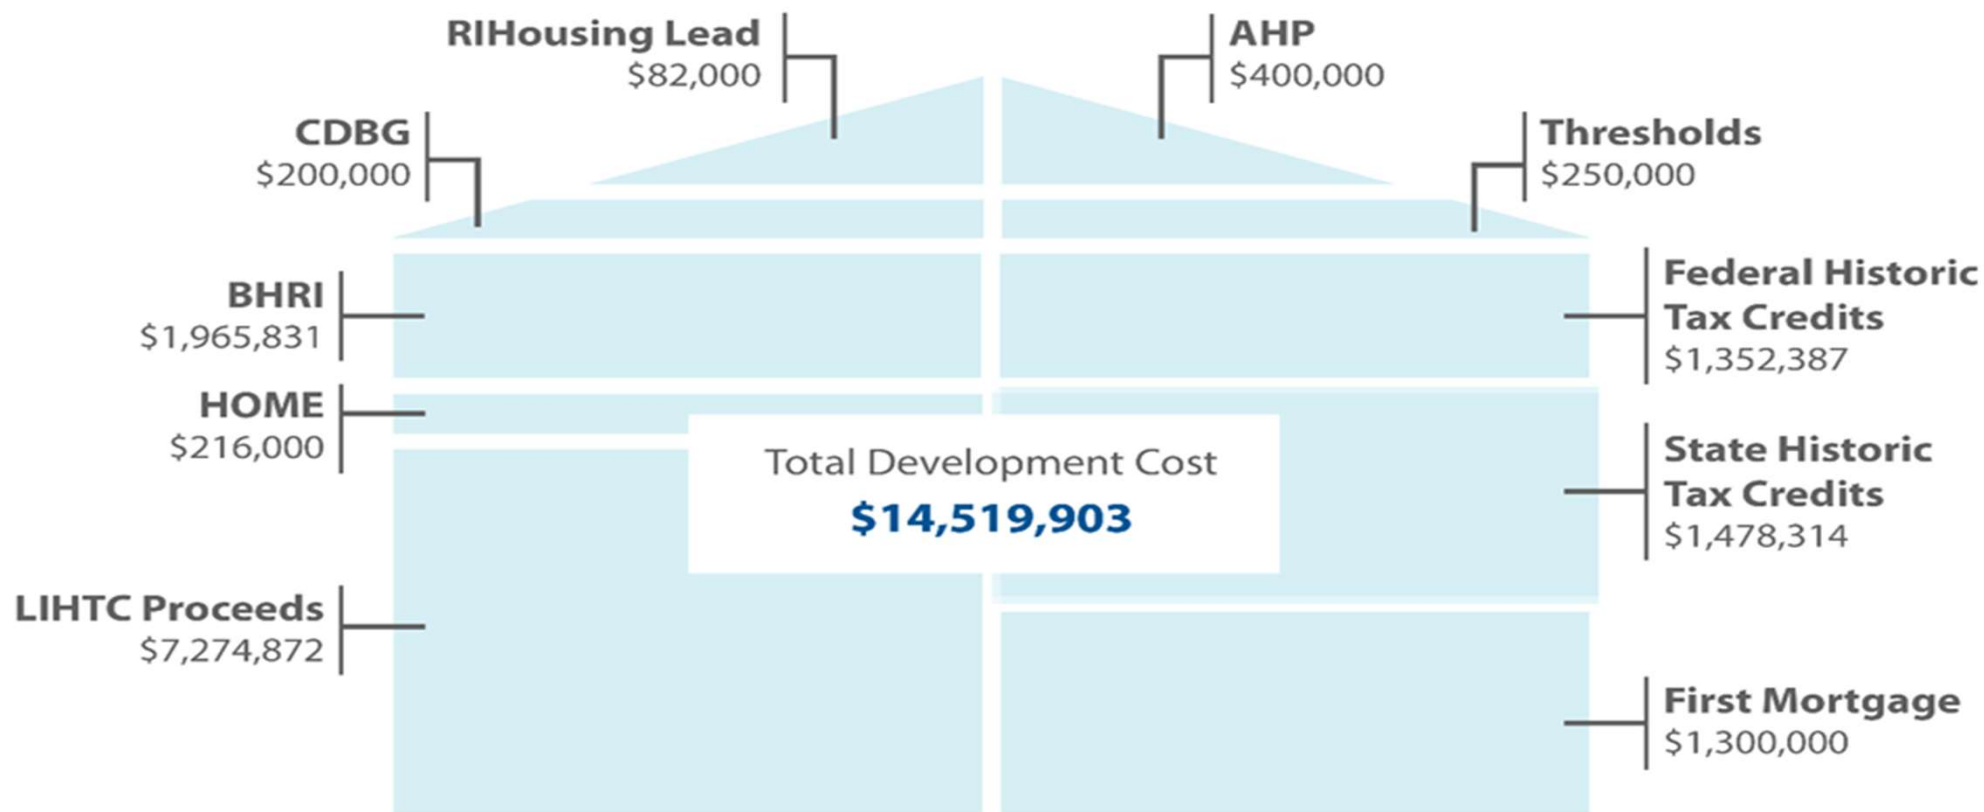 RIHousing Lead
$82,000
AHP
$400,000
CDBG
$200,000
Thresholds
$250,000
BHRI
$1,965,831
Federal Historic
Tax Credits
$1,352,387
HOME
$216,000
Total Development Cost
$14,519,903
State Historic
Tax Credits
$1,478,314
LIHTC Proceeds
$7,274,872
First Mortgage
$1,300,000